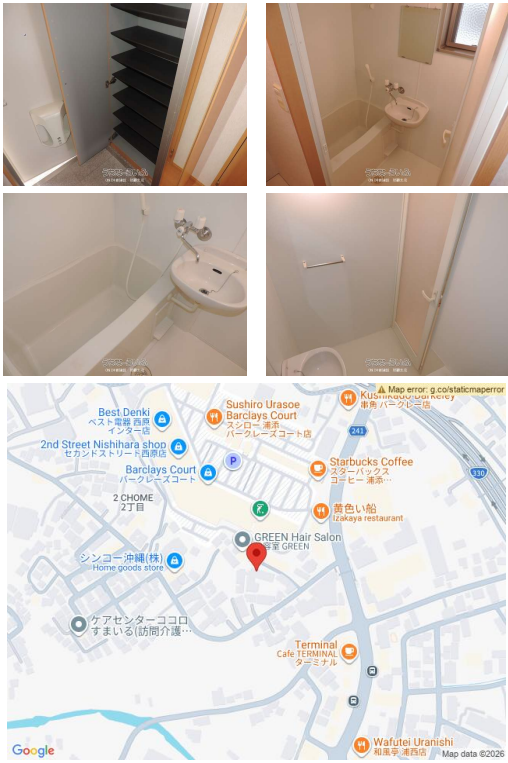 Map error: g.co/staticmaperror
Sushiro Urasoe
Barclays Court
スシロー 浦添
バークレーズコート店
串角 バークレー店
Best Denki
ベスト電器 西原
インター店
241
2nd Street Nishihara shop
セカンドストリート西原店
P
Starbucks Coffee
スターバックス
コーヒー 浦添…
330
Barclays Court
バークレーズコート
2 CHOME
2丁目
黄色い船
Izakaya restaurant
GREEN Hair Salon
容室 GREEN
シンコー沖縄(株)
Home goods store
ケアセンターココロ
すまいる(訪問介護…
Terminal
Cafe TERMINAL
ターミナル
Wafutei Uranishi
和風亭 浦西店
Google
Map data ©2026